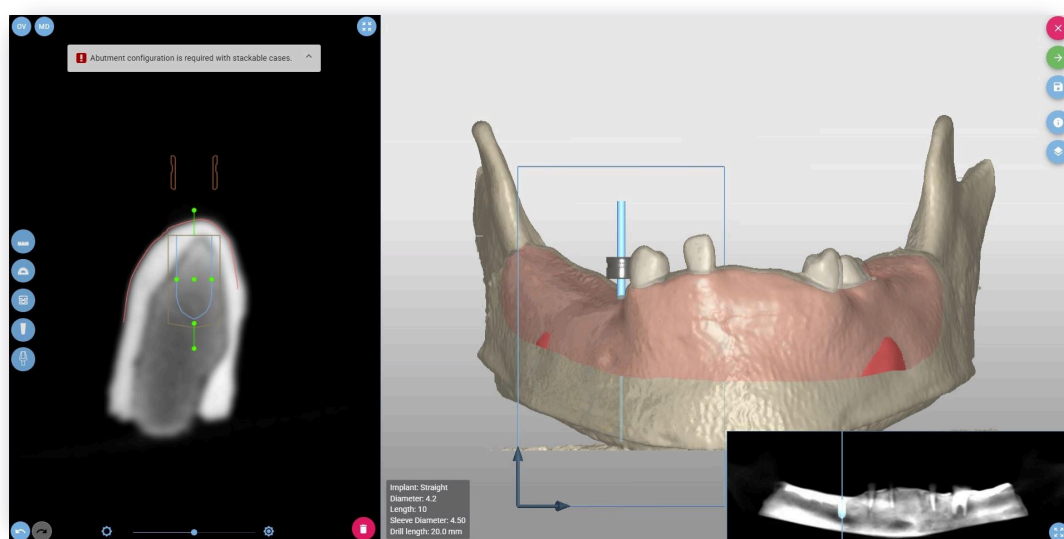 OV MD
Abutment configuration is required with stackable cases.
Implant: Straight
Diameter: 4.2
Length: 10
Sleeve Diameter: 4.50
Drill length: 20.0 mm